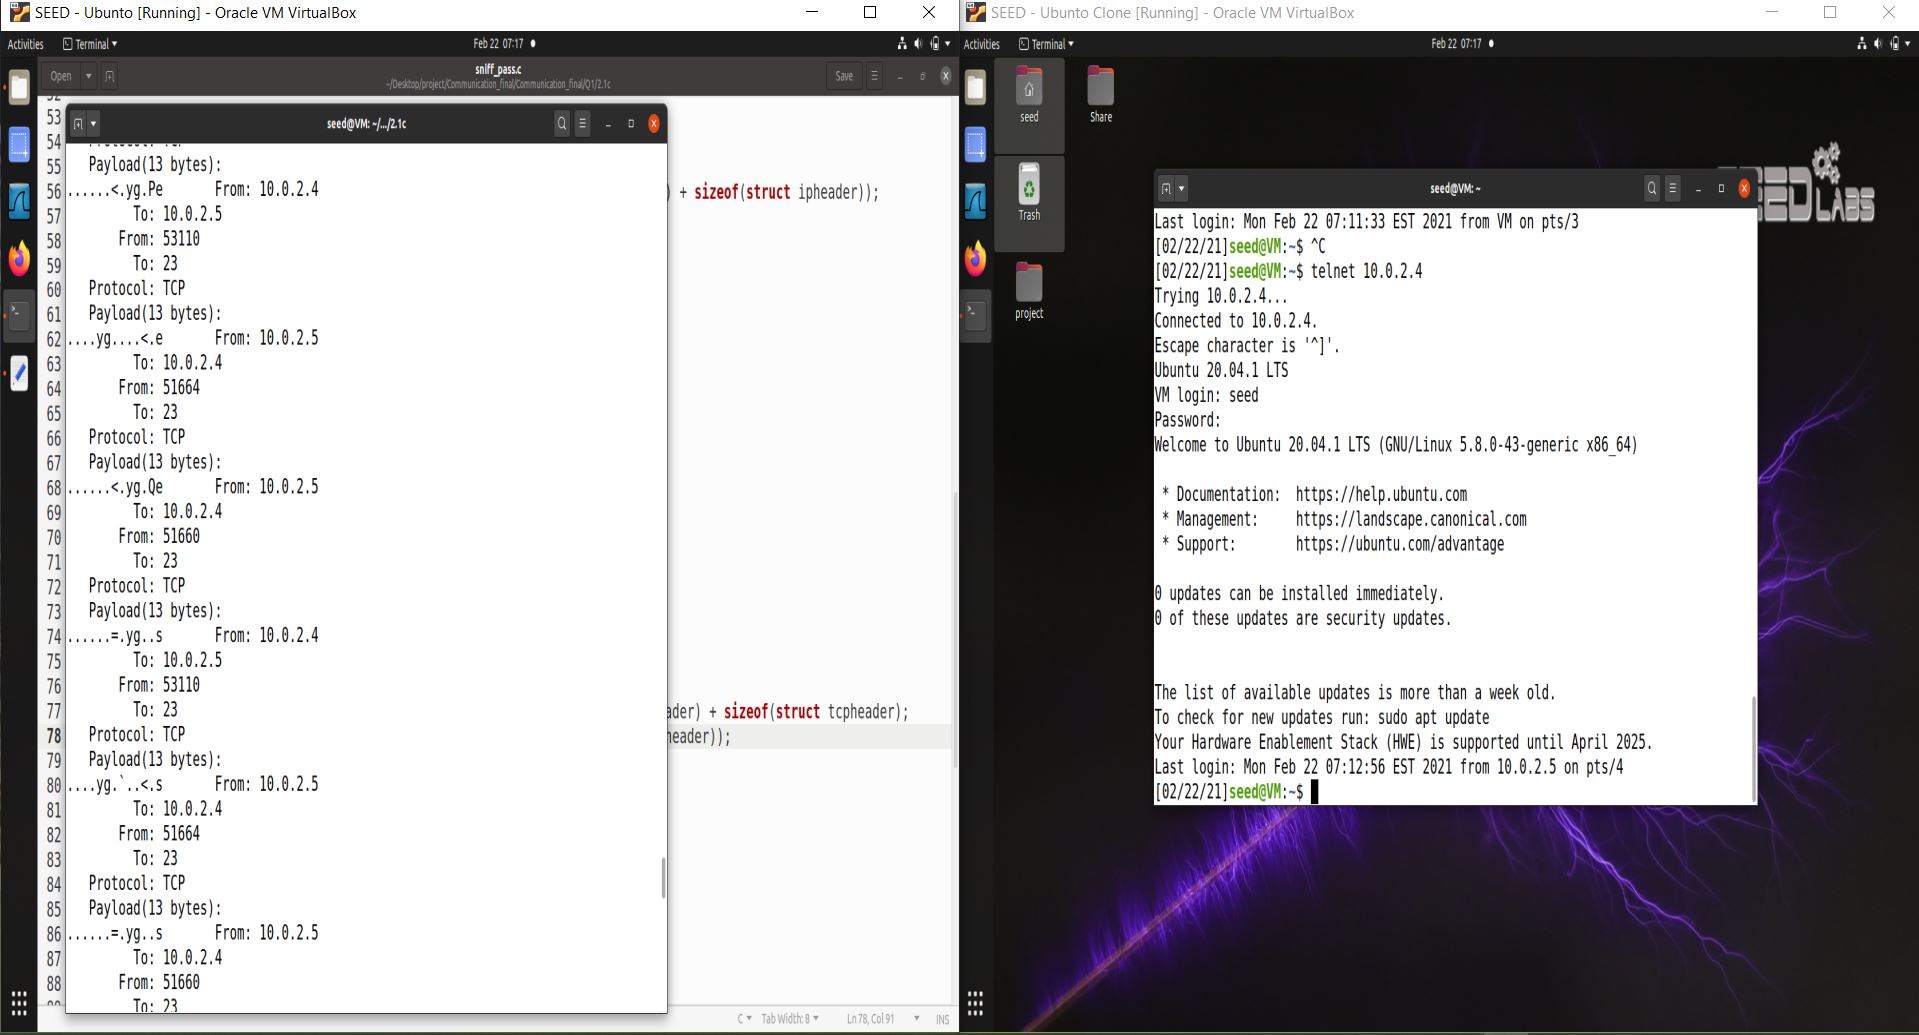 SEED - Ubunto [Running] - Oracle VM VirtualBox
Activities
Terminal
Feb 22 07:17
Open
sniff_pass.c
~/Desktop/project/Communication_final/Communication_final/Q1/2.1c
Save
53
54
55
56
57
58
59
60
61
62
63
64
65
66
67
68
69
70
71
72
73
74
75
76
77
78
79
80
81
82
83
84
85
86
87
88
) + sizeof(struct ipheader));
ader) + sizeof(struct tcpheader);
header));
seed@VM: ~/.../2.1c
Protocol: TCP
Payload(13 bytes):
......<.yg.Pe From: 10.0.2.4
To: 10.0.2.5
From: 53110
To: 23
Protocol: TCP
Payload(13 bytes):
....yg....<.e From: 10.0.2.5
To: 10.0.2.4
From: 51664
To: 23
Protocol: TCP
Payload(13 bytes):
......<.yg.Qe From: 10.0.2.5
To: 10.0.2.4
From: 51660
To: 23
Protocol: TCP
Payload(13 bytes):
......=.yg..s From: 10.0.2.4
To: 10.0.2.5
From: 53110
To: 23
Protocol: TCP
Payload(13 bytes):
....yg.`..<.s From: 10.0.2.5
To: 10.0.2.4
From: 51664
To: 23
Protocol: TCP
Payload(13 bytes):
......=.yg..s From: 10.0.2.5
To: 10.0.2.4
From: 51660
To: 23
C
Tab Width: 8
Ln 78, Col 91
INS
SEED - Ubunto Clone [Running] - Oracle VM VirtualBox
Activities
Terminal
Feb 22 07:17
seed
Share
Trash
project
SEED LABS
seed@VM: ~
Last login: Mon Feb 22 07:11:33 EST 2021 from VM on pts/3
[02/22/21]seed@VM:~$ ^C
[02/22/21]seed@VM:~$ telnet 10.0.2.4
Trying 10.0.2.4...
Connected to 10.0.2.4.
Escape character is '^]'.
Ubuntu 20.04.1 LTS
VM login: seed
Password:
Welcome to Ubuntu 20.04.1 LTS (GNU/Linux 5.8.0-43-generic x86_64)
* Documentation: https://help.ubuntu.com
* Management: https://landscape.canonical.com
* Support: https://ubuntu.com/advantage
0 updates can be installed immediately.
0 of these updates are security updates.
The list of available updates is more than a week old.
To check for new updates run: sudo apt update
Your Hardware Enablement Stack (HWE) is supported until April 2025.
Last login: Mon Feb 22 07:12:56 EST 2021 from 10.0.2.5 on pts/4
[02/22/21]seed@VM:~$